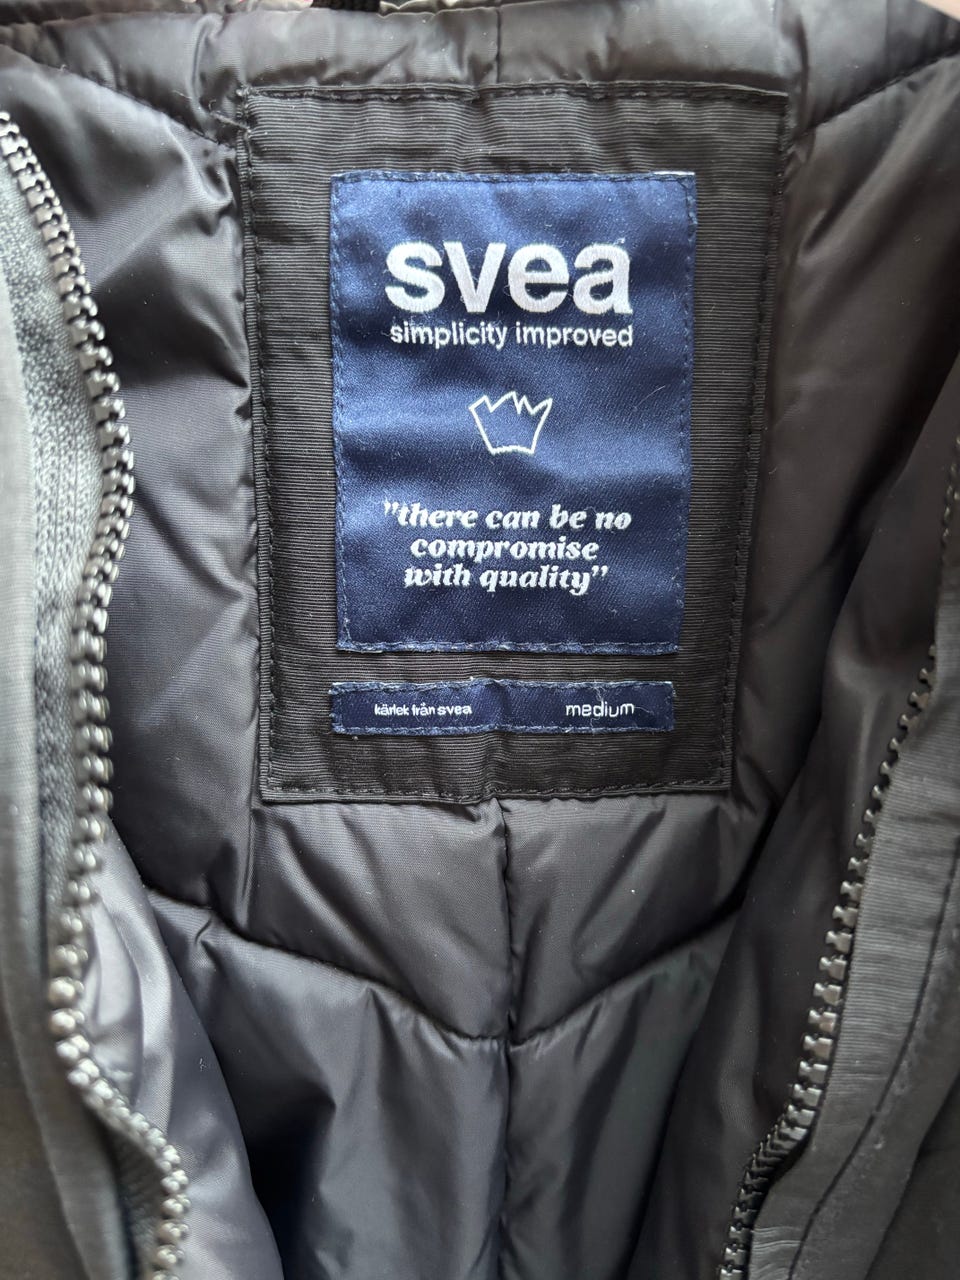 svea
simplicity improved
”there can be no
compromise
with quality”
kärlek från svea
medium